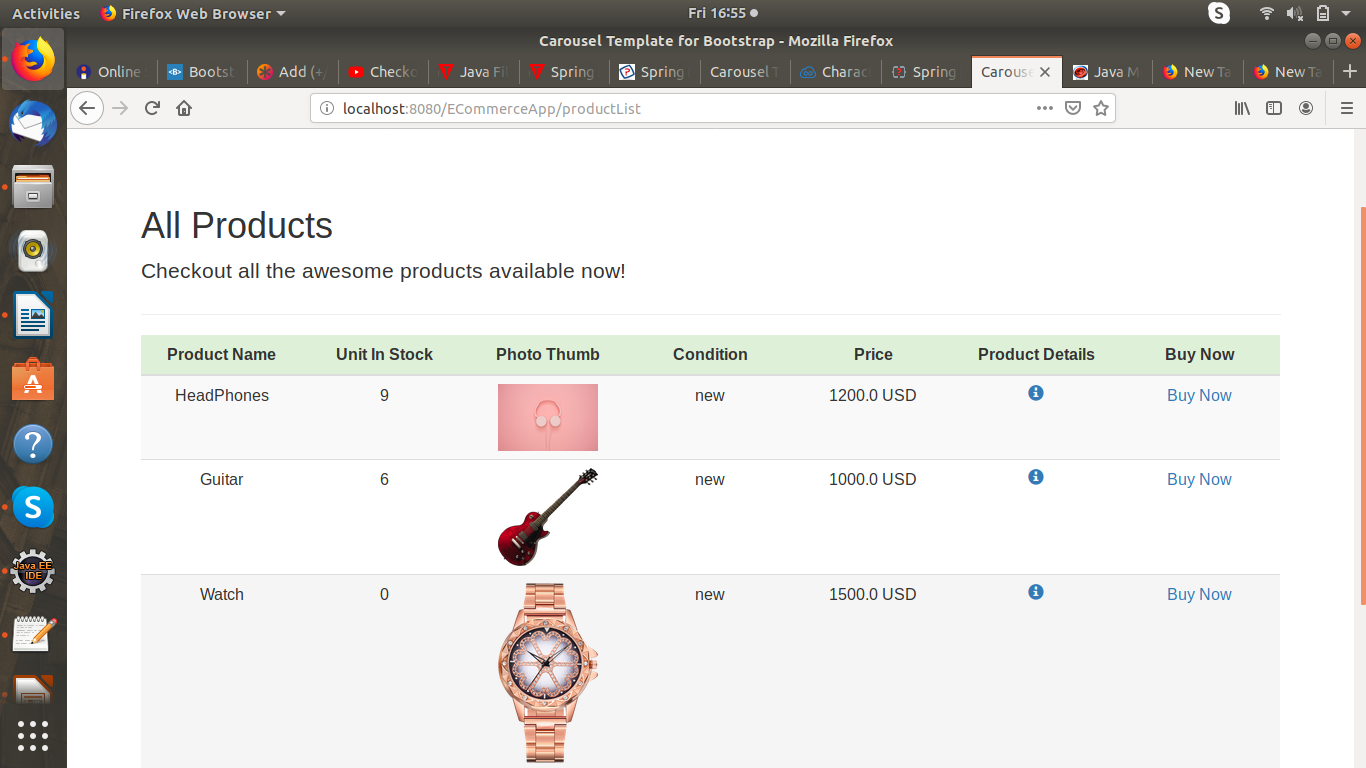 Activities Firefox Web Browser Fri 16:55
Carousel Template for Bootstrap - Mozilla Firefox
Online Bootst Add (+/ Checko Java Fi Spring Spring Carousel T Charac Spring Carouse Java M New Ta New Ta
localhost:8080/ECommerceApp/productList
All Products
Checkout all the awesome products available now!
Product Name Unit In Stock Photo Thumb Condition Price Product Details Buy Now
HeadPhones 9 new 1200.0 USD Buy Now
Guitar 6 new 1000.0 USD Buy Now
Watch 0 new 1500.0 USD Buy Now
Java EE
IDE